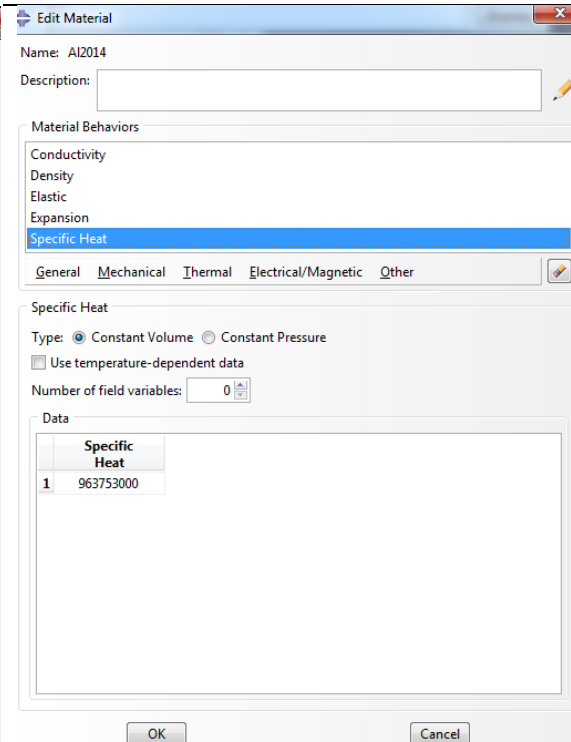 Edit Material
Name: Al2014
Description:
Material Behaviors
Conductivity
Density
Elastic
Expansion
Specific Heat
General Mechanical Thermal Electrical/Magnetic Other
Specific Heat
Type: Constant Volume Constant Pressure
Use temperature-dependent data
Number of field variables: 0
Data
Specific
Heat
1 963753000
OK Cancel